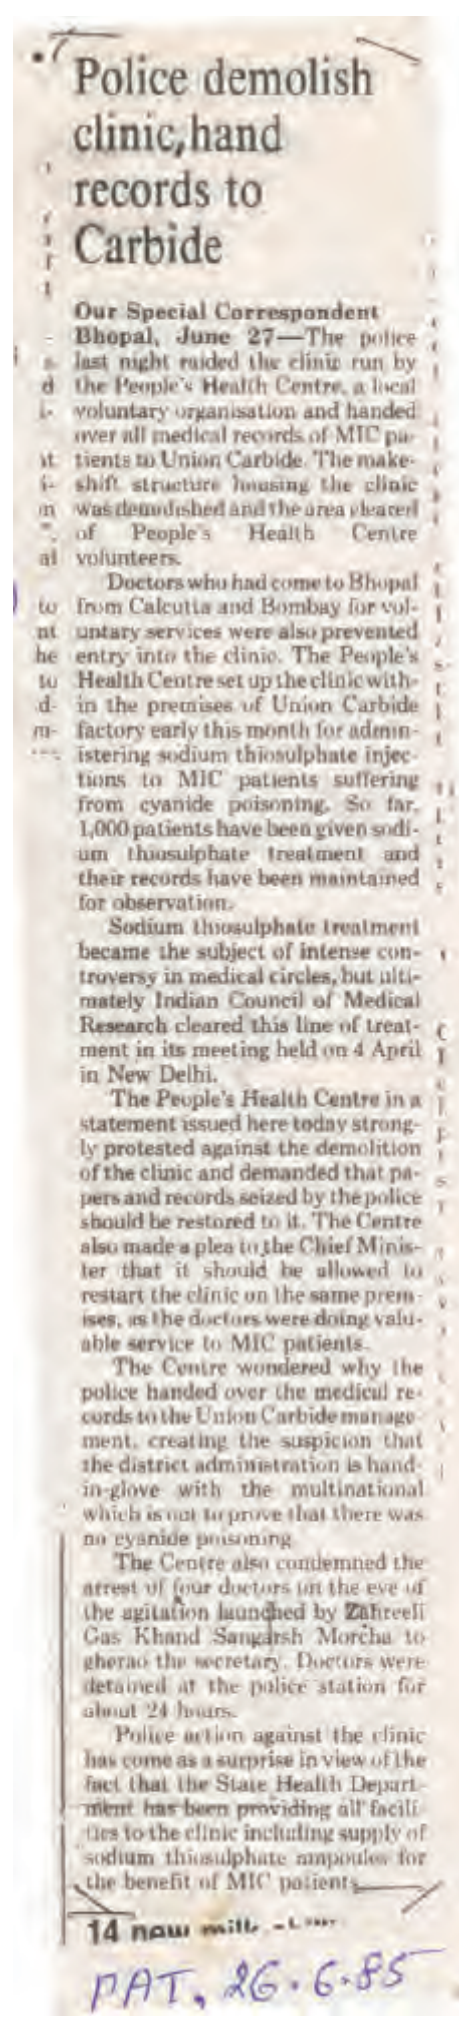 Police demolish
clinic, hand
records to
Carbide
Our Special Correspondent
Bhopal, June 27—The police
last night raided the clinic run by
the People's Health Centre, a local
voluntary organisation and handed
over all medical records of MIC pa-
tients to Union Carbide. The make-
shift structure housing the clinic
was demolished and the area cleared
of People's Health Centre
volunteers.
Doctors who had come to Bhopal
from Calcutta and Bombay for vol-
untary services were also prevented
entry into the clinic. The People's
Health Centre set up the clinic with-
in the premises of Union Carbide
factory early this month for admin-
istering sodium thiosulphate injec-
tions to MIC patients suffering
from cyanide poisoning. So far,
1,000 patients have been given sodi-
um thiosulphate treatment and
their records have been maintained
for observation.
Sodium thiosulphate treatment
became the subject of intense con-
troversy in medical circles, but ulti-
mately Indian Council of Medical
Research cleared this line of treat-
ment in its meeting held on 4 April
in New Delhi.
The People's Health Centre in a
statement issued here today strong-
ly protested against the demolition
of the clinic and demanded that pa-
pers and records seized by the police
should be restored to it. The Centre
also made a plea to the Chief Minis-
ter that it should be allowed to
restart the clinic on the same prem-
ises, as the doctors were doing valu-
able service to MIC patients.
The Centre wondered why the
police handed over the medical re-
cords to the Union Carbide manage-
ment, creating the suspicion that
the district administration is hand-
in-glove with the multinational
which is out to prove that there was
no cyanide poisoning.
The Centre also condemned the
arrest of four doctors on the eve of
the agitation launched by Zahreeli
Gas Khand Sangarsh Morcha to
gherao the secretary. Doctors were
detained at the police station for
about 24 hours.
Police action against the clinic
has come as a surprise in view of the
fact that the State Health Depart-
ment has been providing all facili-
ties to the clinic including supply of
sodium thiosulphate ampoules for
the benefit of MIC patients.
14 new
PAT, 26.6.85